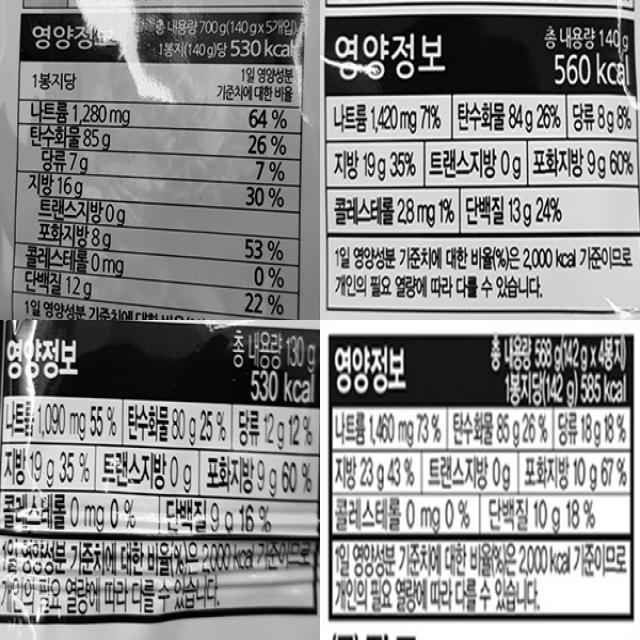 영양정보
총 내용량 700 g(140 g x 5개입)
1봉지(140 g)당 530 kcal
1봉지당
1일 영양성분
기준치에 대한 비율
나트륨 1,280 mg 64 %
탄수화물 85 g 26 %
당류 7 g 7 %
지방 16 g 30 %
트랜스지방 0 g
포화지방 8 g 53 %
콜레스테롤 0 mg 0 %
단백질 12 g 22 %
1일 영양성분 기준치에 대한
영양정보
총 내용량 140 g
560 kcal
나트륨 1,420 mg 71% 탄수화물 84 g 26% 당류 8 g 8%
지방 19 g 35% 트랜스지방 0 g 포화지방 9 g 60%
콜레스테롤 2.8 mg 1% 단백질 13 g 24%
1일 영양성분 기준치에 대한 비율(%)은 2,000 kcal 기준이므로
개인의 필요 열량에 따라 다를 수 있습니다.
영양정보
총 내용량 130 g
530 kcal
나트륨 1,090 mg 55 % 탄수화물 80 g 25 % 당류 12 g 12 %
지방 19 g 35 % 트랜스지방 0 g 포화지방 9 g 60 %
콜레스테롤 0 mg 0 % 단백질 9 g 16 %
1일 영양성분 기준치에 대한 비율(%)은 2,000 kcal 기준이므로
개인의 필요 열량에 따라 다를 수 있습니다.
영양정보
총 내용량 568 g(142 g x 4봉지)
1봉지당(142 g) 585 kcal
나트륨 1,460 mg 73 % 탄수화물 85 g 26 % 당류 18 g 18 %
지방 23 g 43 % 트랜스지방 0g 포화지방 10 g 67 %
콜레스테롤 0 mg 0 % 단백질 10 g 18 %
1일 영양성분 기준치에 대한 비율(%)은 2,000 kcal 기준이므로
개인의 필요 열량에 따라 다를 수 있습니다.